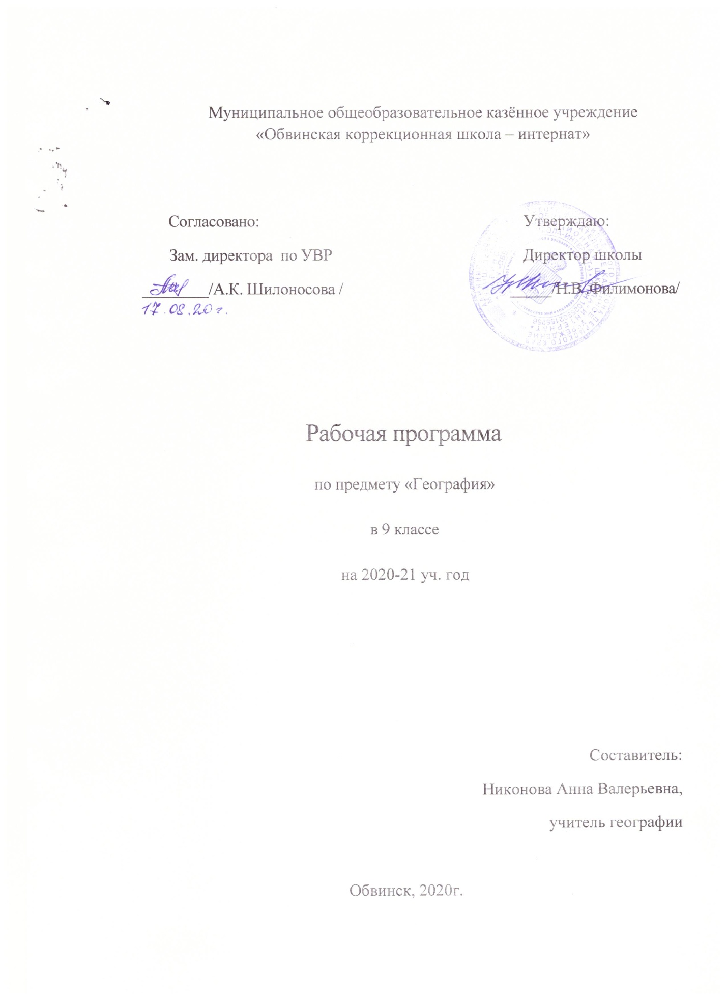 Муниципальное общеобразовательное казённое учреждение
«Обвинская коррекционная школа – интернат»
Согласовано:
Утверждаю:
Зам. директора по УВР
Директор школы
________/А.К. Шилоносова /
_____/Н.В. Филимонова/
17.08.20 г.
Рабочая программа
по предмету «География»
в 9 классе
на 2020-21 уч. год
Составитель:
Никонова Анна Валерьевна,
учитель географии
Обвинск, 2020г.